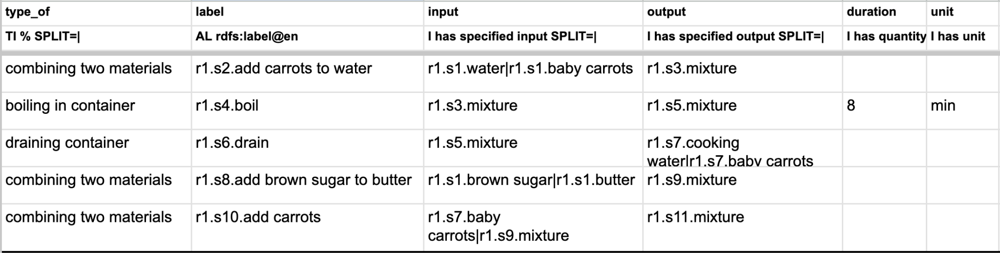 type_of label input output duration unit
TI % SPLIT=| AL rdfs:label@en I has specified input SPLIT=| I has specified output SPLIT=| I has quantity I has unit
combining two materials r1.s2.add carrots to water r1.s1.water|r1.s1.baby carrots r1.s3.mixture
boiling in container r1.s4.boil r1.s3.mixture r1.s5.mixture 8 min
draining container r1.s6.drain r1.s5.mixture r1.s7.cooking
water|r1.s7.baby carrots
combining two materials r1.s8.add brown sugar to butter r1.s1.brown sugar|r1.s1.butter r1.s9.mixture
combining two materials r1.s10.add carrots r1.s7.baby r1.s11.mixture
carrots|r1.s9.mixture